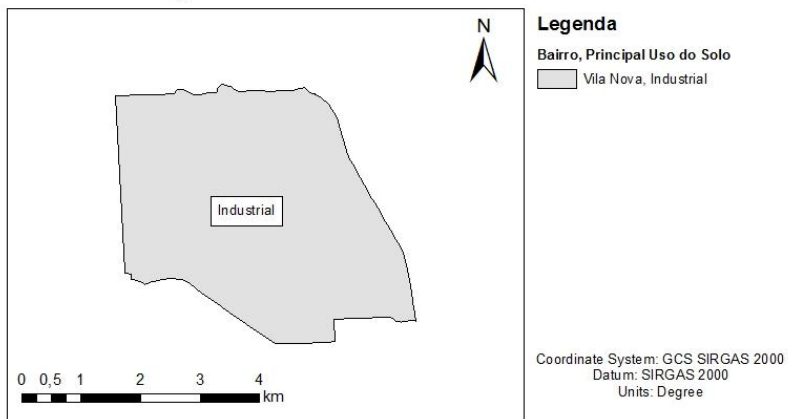 N
Industrial
0 0,5 1 2 3 4
km
Legenda
Bairro, Principal Uso do Solo
Vila Nova, Industrial
Coordinate System: GCS SIRGAS 2000
Datum: SIRGAS 2000
Units: Degree